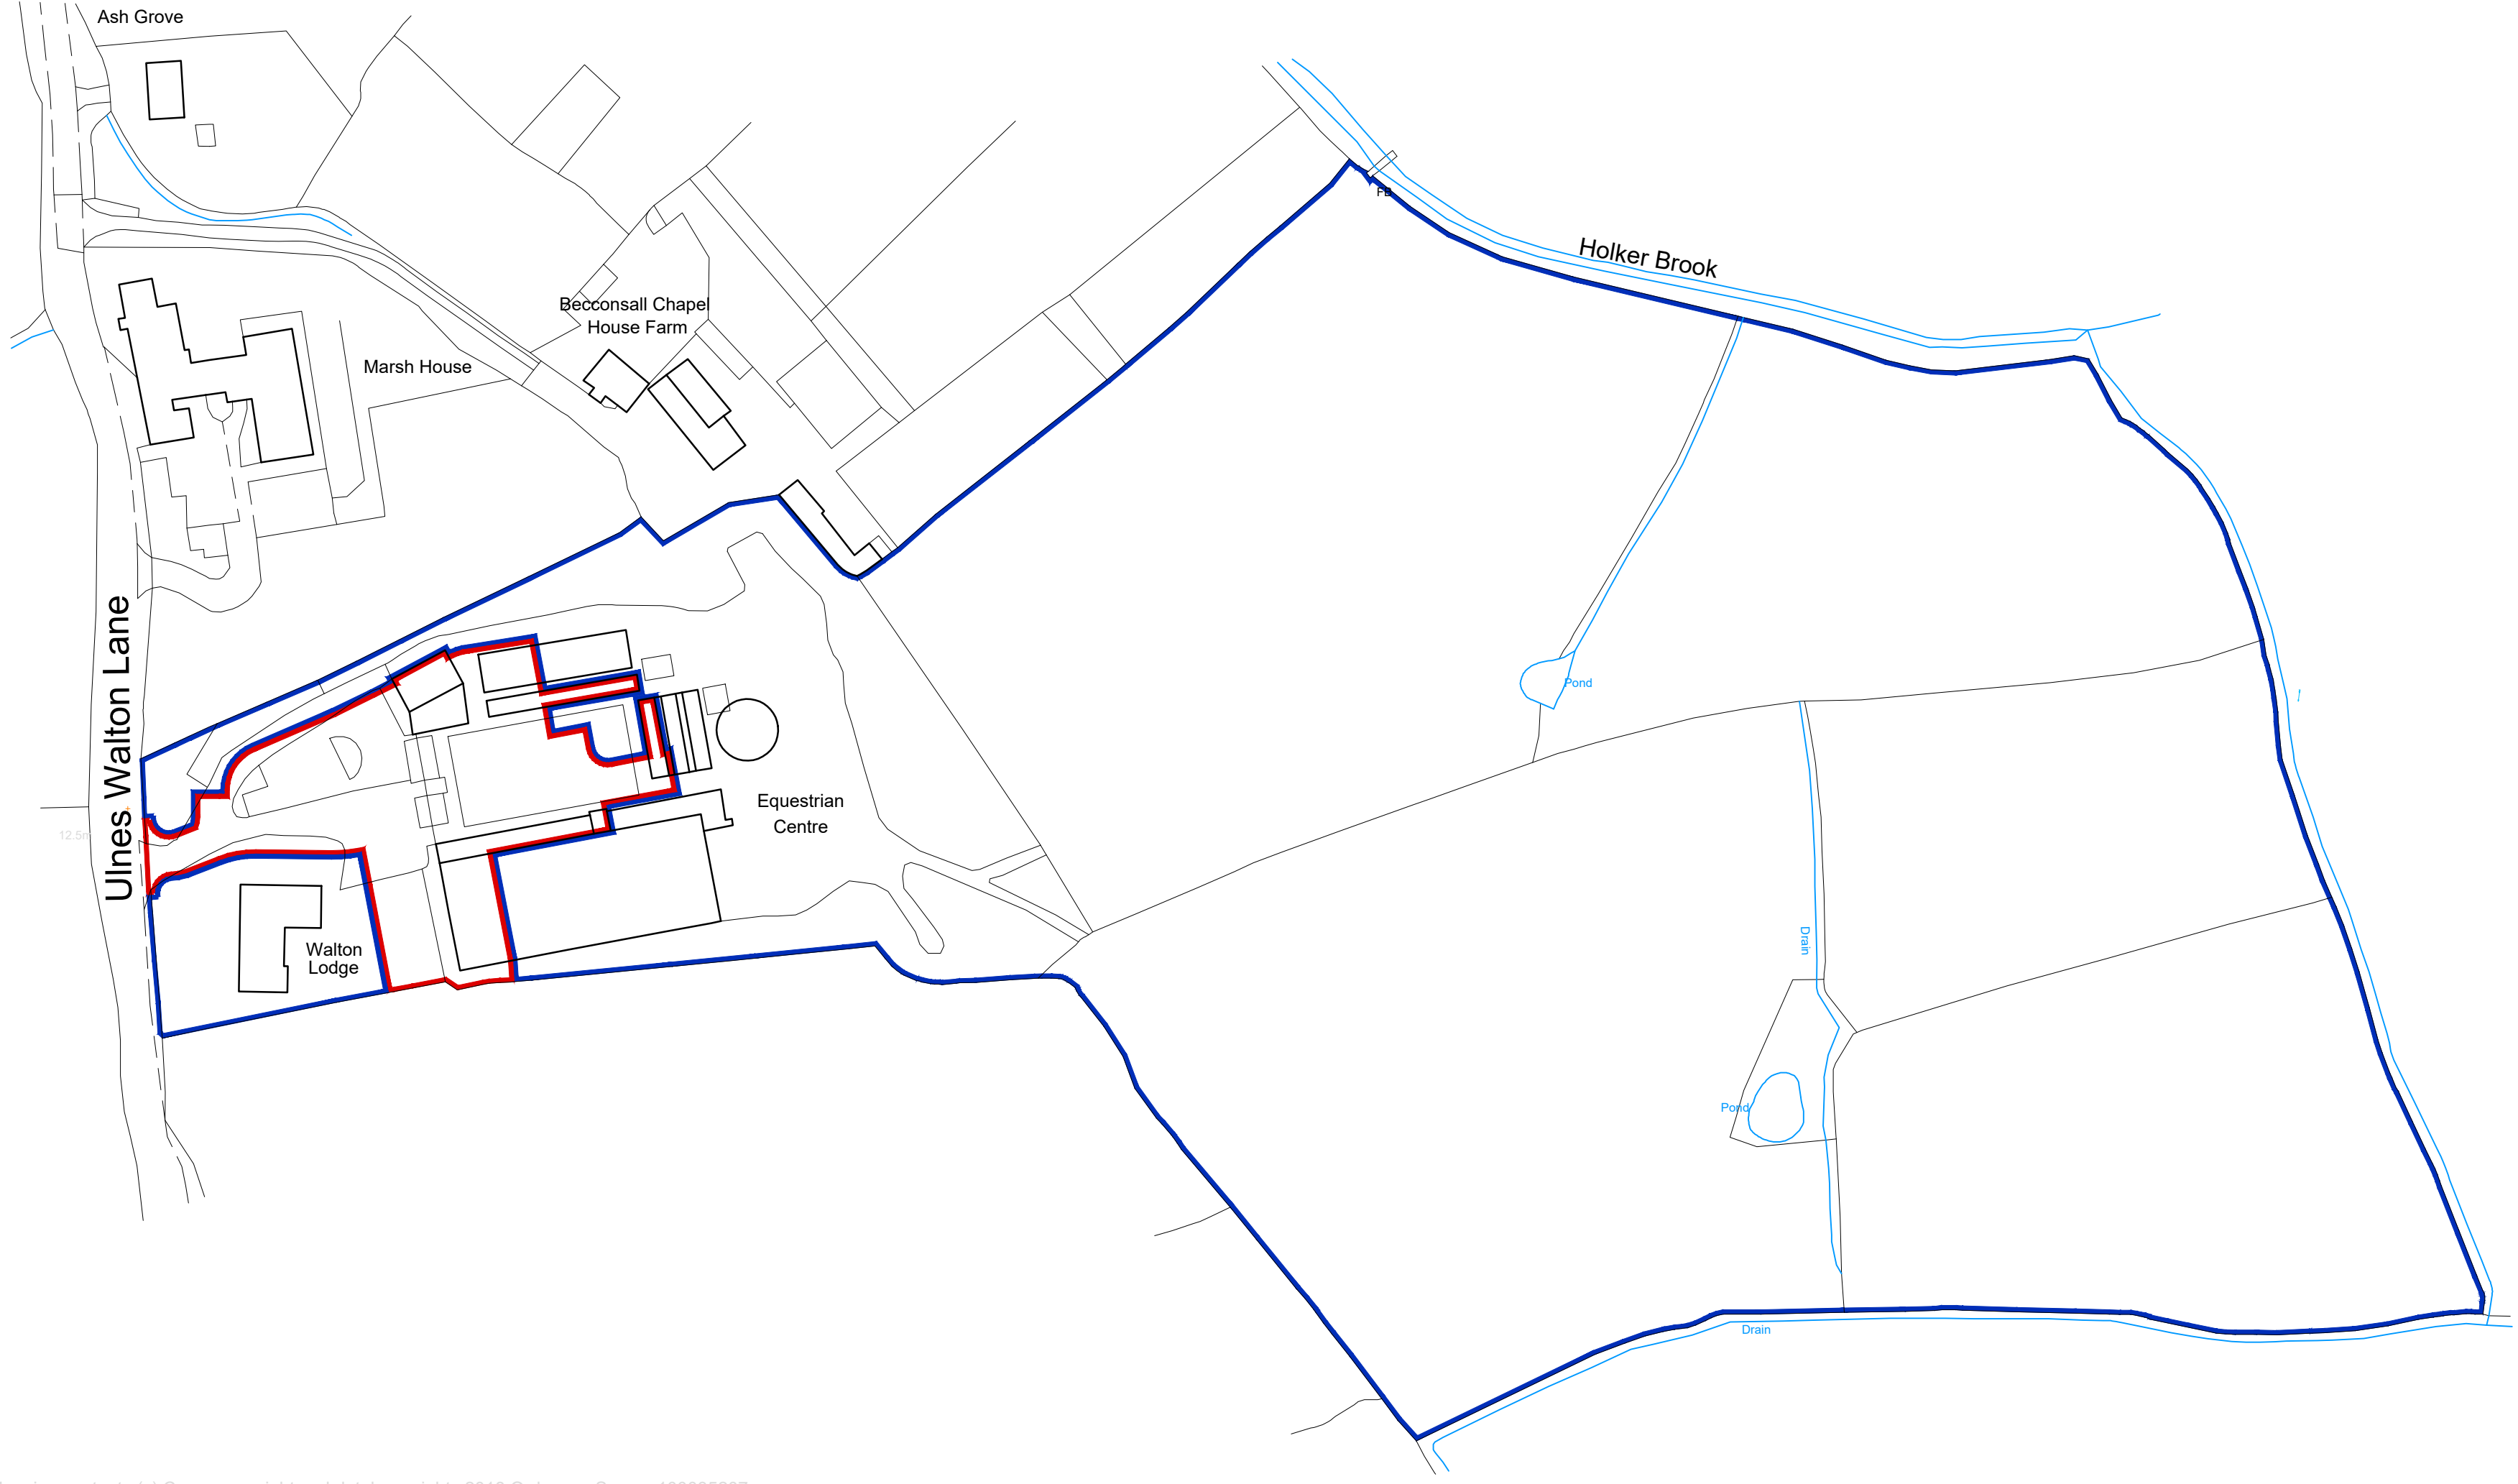 Ash Grove
FB
Holker Brook
Becconsall Chapel
House Farm
Marsh House
Ulnes Walton Lane
Pond
Equestrian
Centre
12.5m
Walton
Lodge
Drain
Pond
Drain